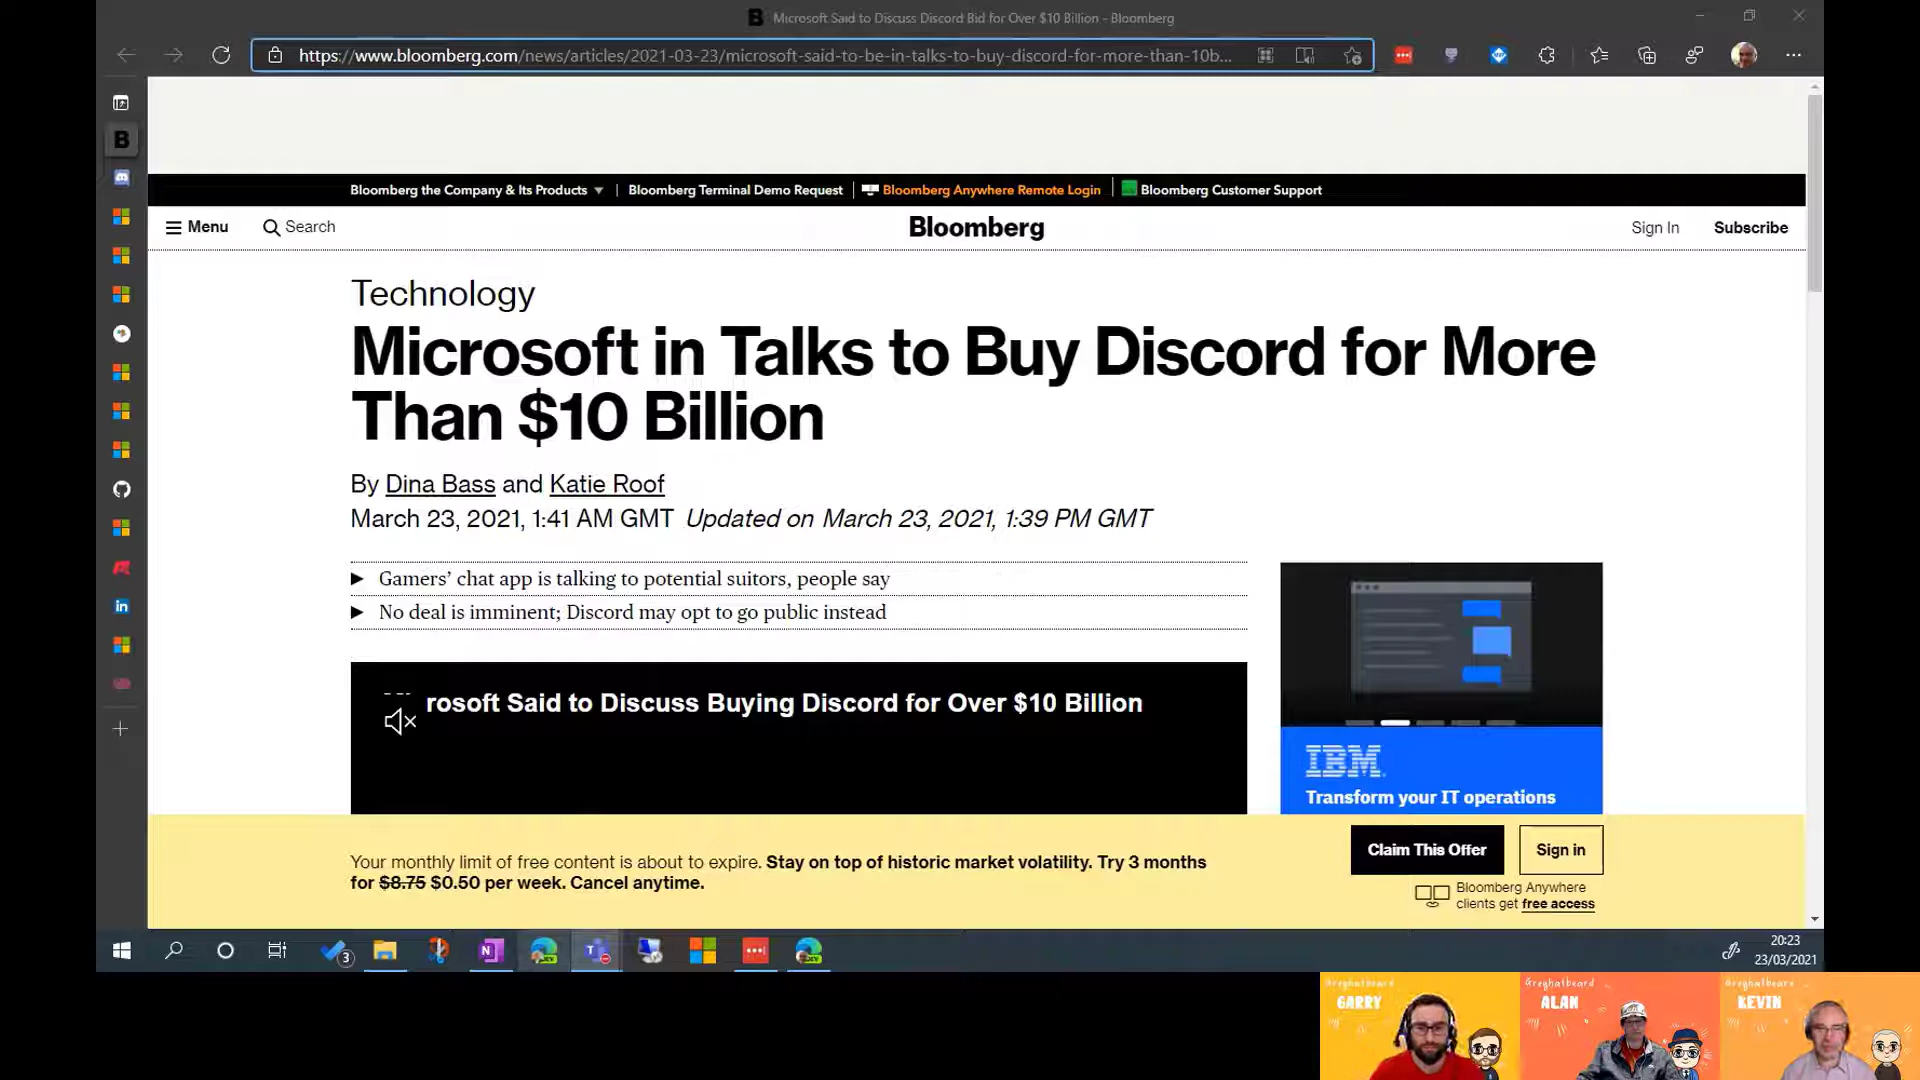 Microsoft Said to Discuss Discord Bid for Over $10 Billion - Bloomberg
https://www.bloomberg.com/news/articles/2021-03-23/microsoft-said-to-be-in-talks-to-buy-discord-for-more-than-10b...
B
Bloomberg the Company & Its Products
Bloomberg Terminal Demo Request
Bloomberg Anywhere Remote Login
Bloomberg Customer Support
Menu
Search
Bloomberg
Sign In
Subscribe
Technology
Microsoft in Talks to Buy Discord for More
Than $10 Billion
By Dina Bass and Katie Roof
March 23, 2021, 1:41 AM GMT Updated on March 23, 2021, 1:39 PM GMT
Gamers' chat app is talking to potential suitors, people say
No deal is imminent; Discord may opt to go public instead
rosoft Said to Discuss Buying Discord for Over $10 Billion
IBM
Transform your IT operations
Your monthly limit of free content is about to expire. Stay on top of historic market volatility. Try 3 months
for $8.75 $0.50 per week. Cancel anytime.
Claim This Offer
Sign in
Bloomberg Anywhere
clients get free access
in
3
N
T
DEV
20:23
23/03/2021
Greyhatbeard
GARRY
Greyhatbeard
ALAN
Greyhatbeard
KEVIN